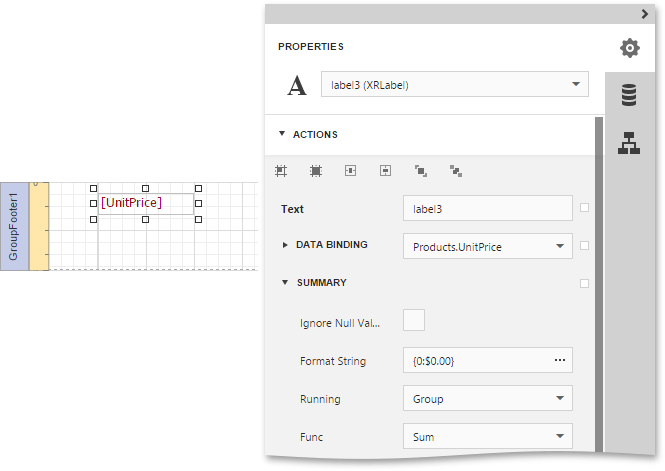 GroupFooter1
[UnitPrice]
PROPERTIES
A
label3 (XRLabel)
ACTIONS
Text label3
DATA BINDING Products.UnitPrice
SUMMARY
Ignore Null Val...
Format String {0:$0.00} ...
Running Group
Func Sum